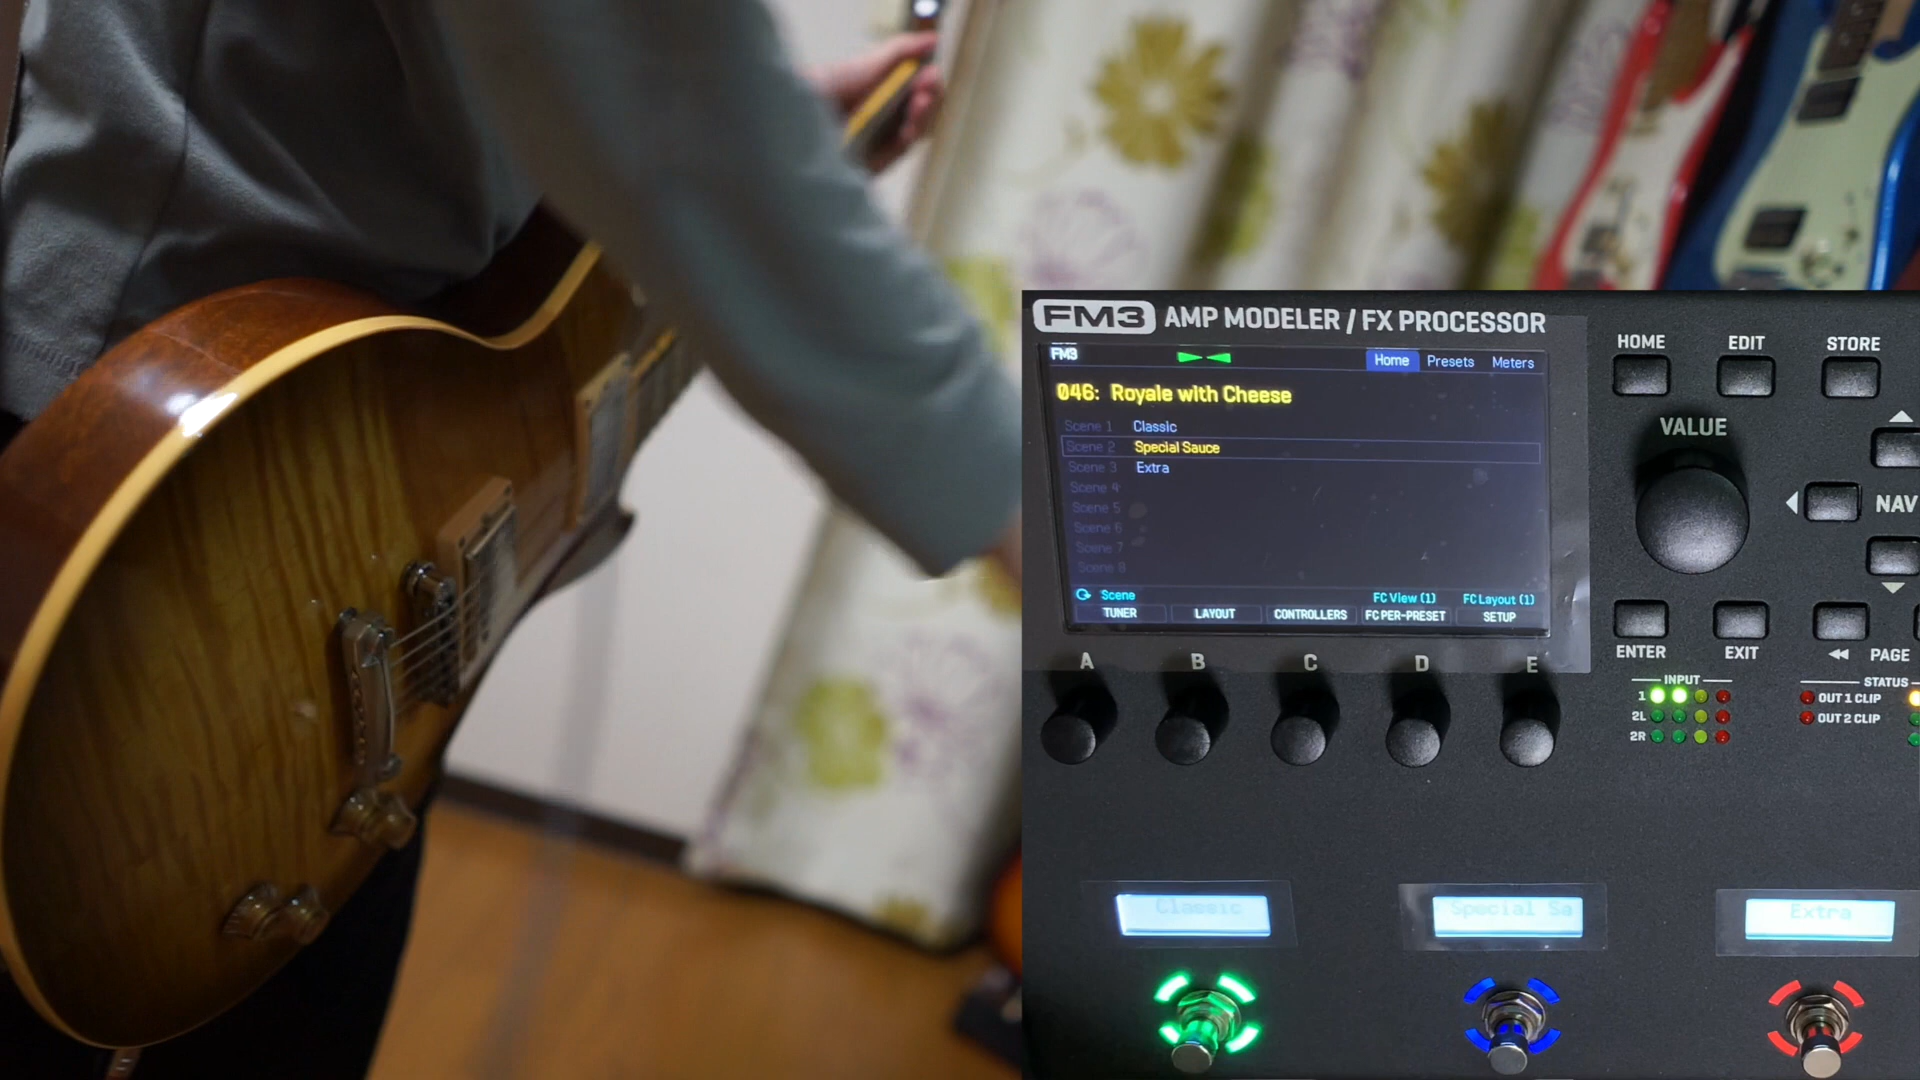 FM3 AMP MODELER / FX PROCESSOR
FM3 Home Presets Meters
046: Royale with Cheese
Scene 1 Classic
Scene 2 Special Sauce
Scene 3 Extra
Scene 4
Scene 5
Scene 6
Scene 7
Scene 8
Scene FC View (1) FC Layout (1)
TUNER LAYOUT CONTROLLERS FC PER-PRESET SETUP
A B C D E
HOME EDIT STORE
VALUE
NAV
ENTER EXIT PAGE
INPUT STATUS
1 OUT 1 CLIP
2L OUT 2 CLIP
2R
Classic Special Sa Extra